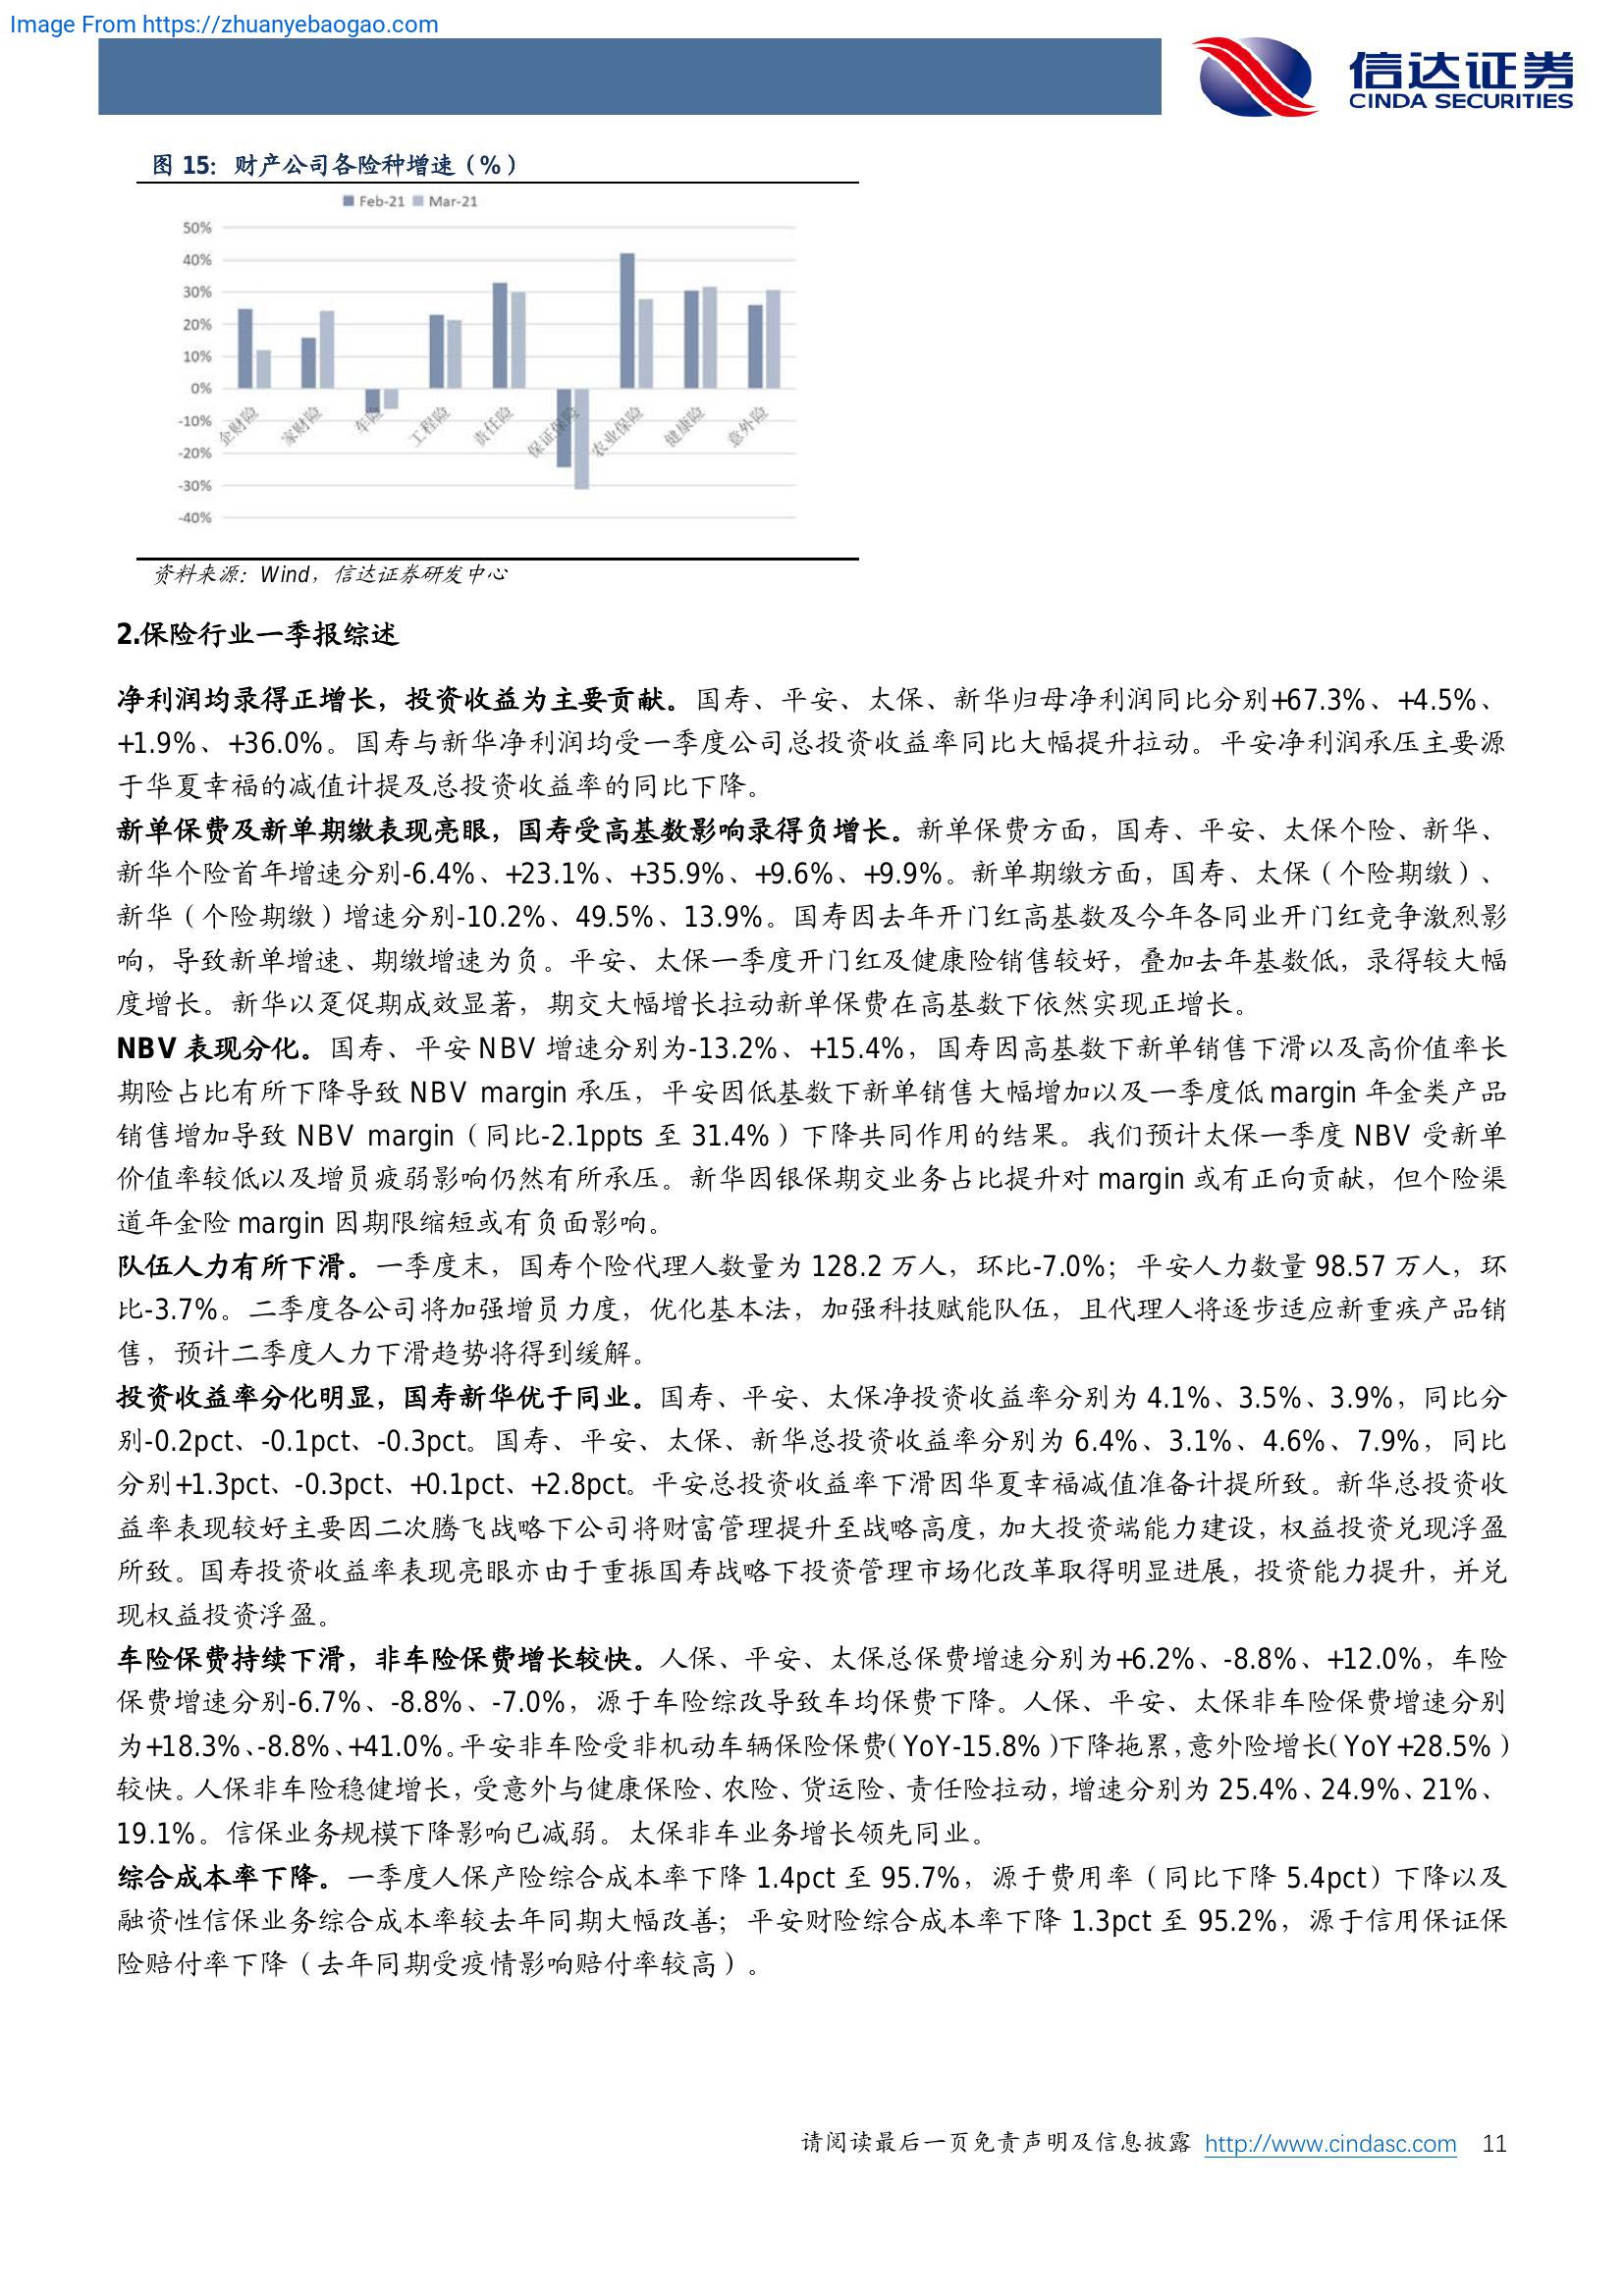 Image From https://zhuanyebaogao.com
信达证券
CINDA SECURITIES
图 15：财产公司各险种增速（%）
Feb-21 Mar-21
50%
40%
30%
20%
10%
0%
-10%
-20%
-30%
-40%
企财险 家财险 车险 工程险 责任险 保证保险 农业保险 健康险 意外险
资料来源：Wind，信达证券研发中心
2.保险行业一季报综述
净利润均录得正增长，投资收益为主要贡献。国寿、平安、太保、新华归母净利润同比分别+67.3%、+4.5%、
+1.9%、+36.0%。国寿与新华净利润均受一季度公司总投资收益率同比大幅提升拉动。平安净利润承压主要源
于华夏幸福的减值计提及总投资收益率的同比下降。
新单保费及新单期缴表现亮眼，国寿受高基数影响录得负增长。新单保费方面，国寿、平安、太保个险、新华、
新华个险首年增速分别-6.4%、+23.1%、+35.9%、+9.6%、+9.9%。新单期缴方面，国寿、太保（个险期缴）、
新华（个险期缴）增速分别-10.2%、49.5%、13.9%。国寿因去年开门红高基数及今年各同业开门红竞争激烈影
响，导致新单增速、期缴增速为负。平安、太保一季度开门红及健康险销售较好，叠加去年基数低，录得较大幅
度增长。新华以趸促期成效显著，期交大幅增长拉动新单保费在高基数下依然实现正增长。
NBV 表现分化。国寿、平安 NBV 增速分别为-13.2%、+15.4%，国寿因高基数下新单销售下滑以及高价值率长
期险占比有所下降导致 NBV margin 承压，平安因低基数下新单销售大幅增加以及一季度低 margin 年金类产品
销售增加导致 NBV margin（同比-2.1ppts 至 31.4%）下降共同作用的结果。我们预计太保一季度 NBV 受新单
价值率较低以及增员疲弱影响仍然有所承压。新华因银保期交业务占比提升对 margin 或有正向贡献，但个险渠
道年金险 margin 因期限缩短或有负面影响。
队伍人力有所下滑。一季度末，国寿个险代理人数量为 128.2 万人，环比-7.0%；平安人力数量 98.57 万人，环
比-3.7%。二季度各公司将加强增员力度，优化基本法，加强科技赋能队伍，且代理人将逐步适应新重疾产品销
售，预计二季度人力下滑趋势将得到缓解。
投资收益率分化明显，国寿新华优于同业。国寿、平安、太保净投资收益率分别为 4.1%、3.5%、3.9%，同比分
别-0.2pct、-0.1pct、-0.3pct。国寿、平安、太保、新华总投资收益率分别为 6.4%、3.1%、4.6%、7.9%，同比
分别+1.3pct、-0.3pct、+0.1pct、+2.8pct。平安总投资收益率下滑因华夏幸福减值准备计提所致。新华总投资收
益率表现较好主要因二次腾飞战略下公司将财富管理提升至战略高度，加大投资端能力建设，权益投资兑现浮盈
所致。国寿投资收益率表现亮眼亦由于重振国寿战略下投资管理市场化改革取得明显进展，投资能力提升，并兑
现权益投资浮盈。
车险保费持续下滑，非车险保费增长较快。人保、平安、太保总保费增速分别为+6.2%、-8.8%、+12.0%，车险
保费增速分别-6.7%、-8.8%、-7.0%，源于车险综改导致车均保费下降。人保、平安、太保非车险保费增速分别
为+18.3%、-8.8%、+41.0%。平安非车险受非机动车辆保险保费（YoY-15.8%）下降拖累，意外险增长（YoY+28.5%）
较快。人保非车险稳健增长，受意外与健康保险、农险、货运险、责任险拉动，增速分别为 25.4%、24.9%、21%、
19.1%。信保业务规模下降影响已减弱。太保非车业务增长领先同业。
综合成本率下降。一季度人保产险综合成本率下降 1.4pct 至 95.7%，源于费用率（同比下降 5.4pct）下降以及
融资性信保业务综合成本率较去年同期大幅改善；平安财险综合成本率下降 1.3pct 至 95.2%，源于信用保证保
险赔付率下降（去年同期受疫情影响赔付率较高）。
请阅读最后一页免责声明及信息披露 http://www.cindasc.com 11